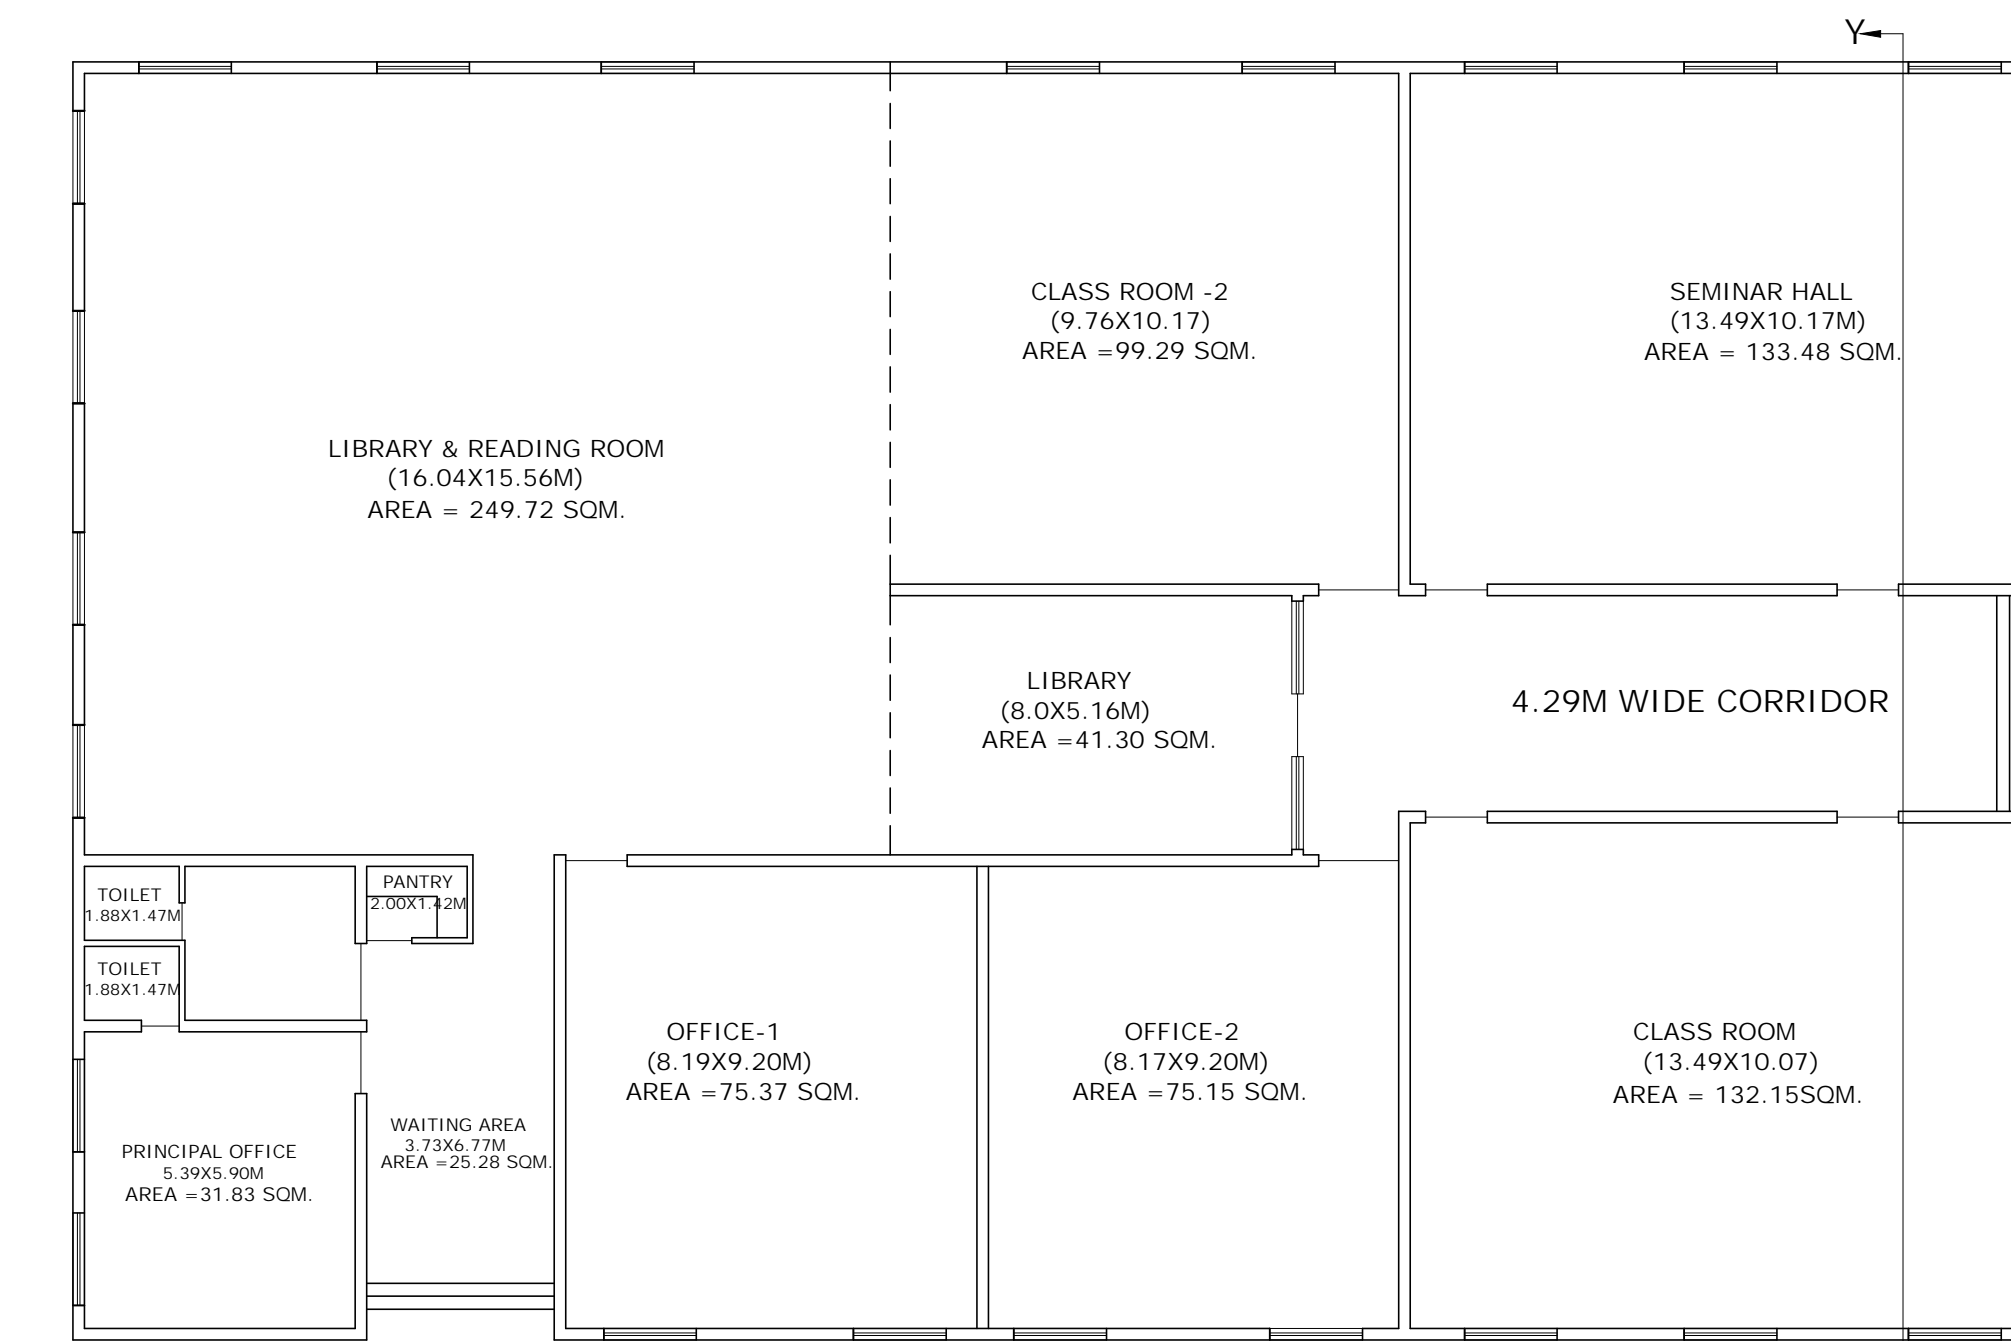 Y
CLASS ROOM -2
(9.76X10.17)
AREA =99.29 SQM.
SEMINAR HALL
(13.49X10.17M)
AREA = 133.48 SQM.
LIBRARY & READING ROOM
(16.04X15.56M)
AREA = 249.72 SQM.
LIBRARY
(8.0X5.16M)
AREA =41.30 SQM.
4.29M WIDE CORRIDOR
TOILET
1.88X1.47M
PANTRY
2.00X1.42M
TOILET
1.88X1.47M
OFFICE-1
(8.19X9.20M)
AREA =75.37 SQM.
OFFICE-2
(8.17X9.20M)
AREA =75.15 SQM.
CLASS ROOM
(13.49X10.07)
AREA = 132.15SQM.
WAITING AREA
3.73X6.77M
AREA =25.28 SQM.
PRINCIPAL OFFICE
5.39X5.90M
AREA =31.83 SQM.